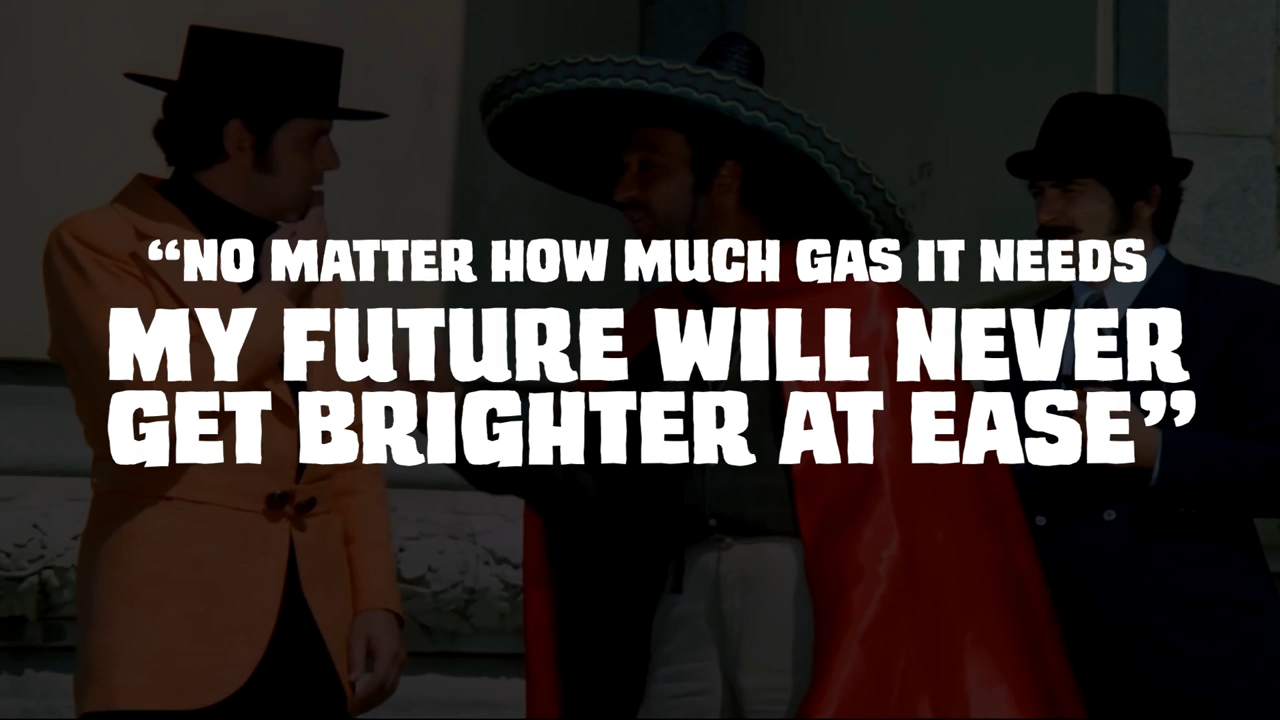 “NO MATTER HOW MUCH GAS IT NEEDS
MY FUTURE WILL NEVER
GET BRIGHTER AT EASE”